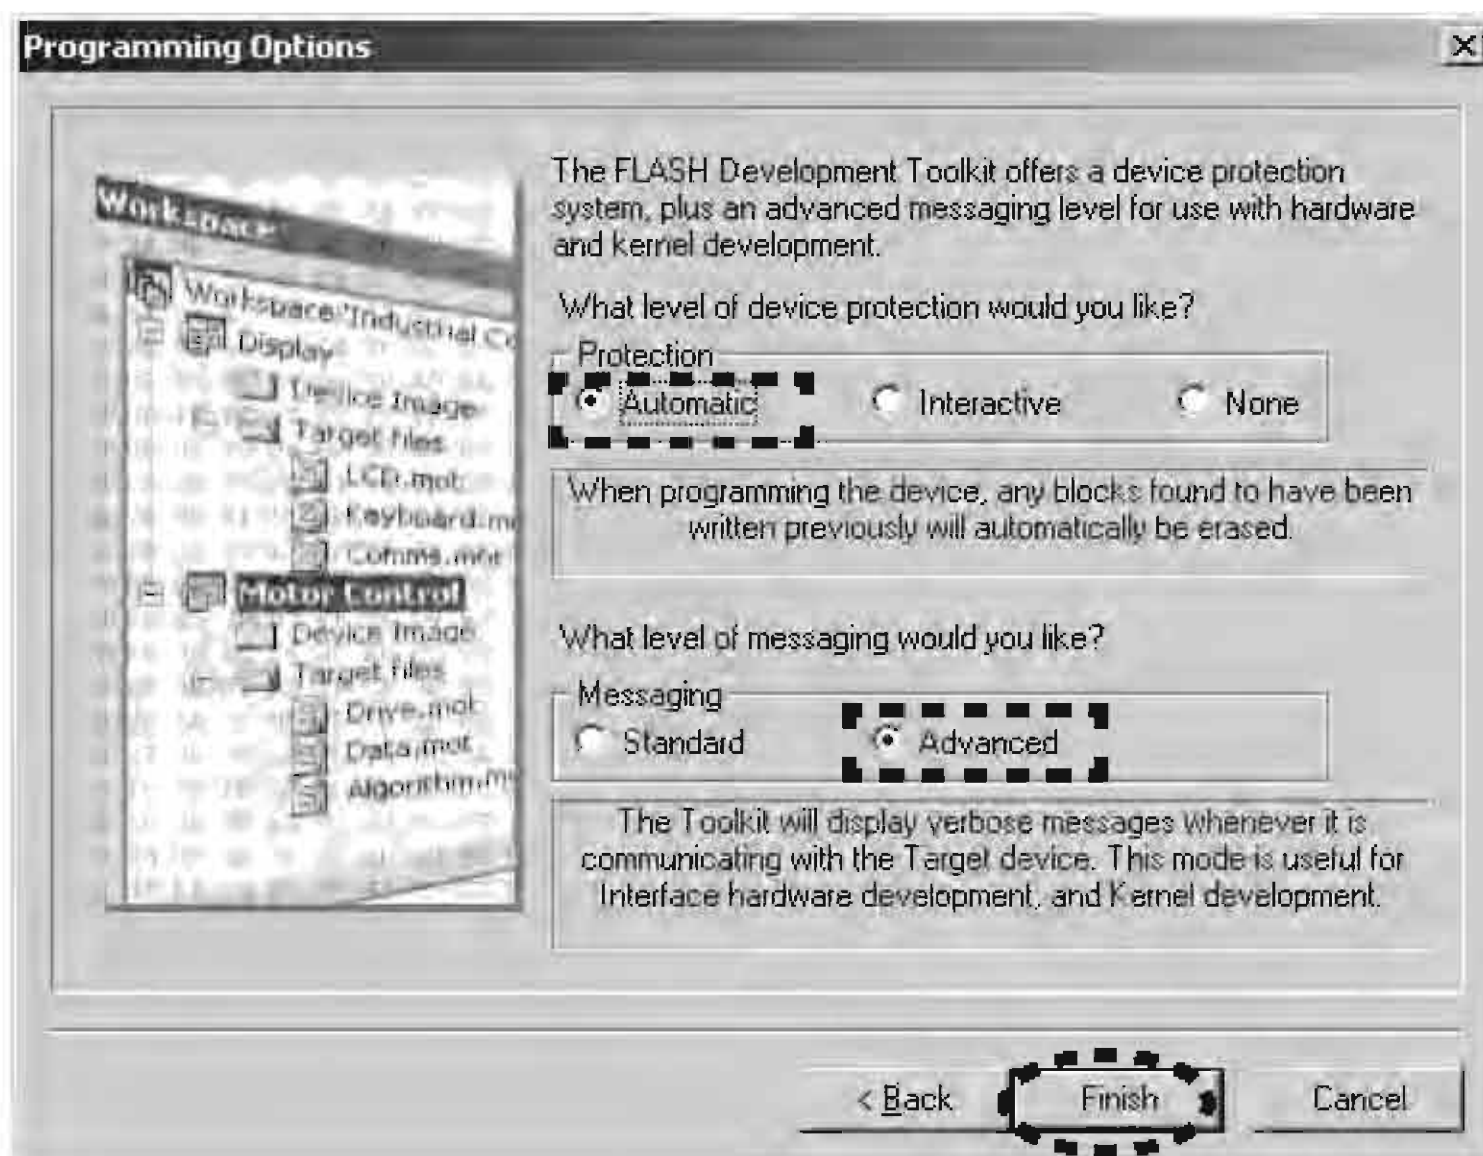 Programming Options
Workspace
Workspace 'Industrial Co
Display
Device Image
Target files
LCD.mot
Keyboard.mo
Comms.mot
Motor Control
Device Image
Target files
Drive.mot
Data.mot
Algorithm.mo
The FLASH Development Toolkit offers a device protection
system, plus an advanced messaging level for use with hardware
and kernel development.
What level of device protection would you like?
Protection
Automatic
Interactive
None
When programming the device, any blocks found to have been
written previously will automatically be erased.
What level of messaging would you like?
Messaging
Standard
Advanced
The Toolkit will display verbose messages whenever it is
communicating with the Target device. This mode is useful for
Interface hardware development, and Kernel development.
< Back
Finish
Cancel